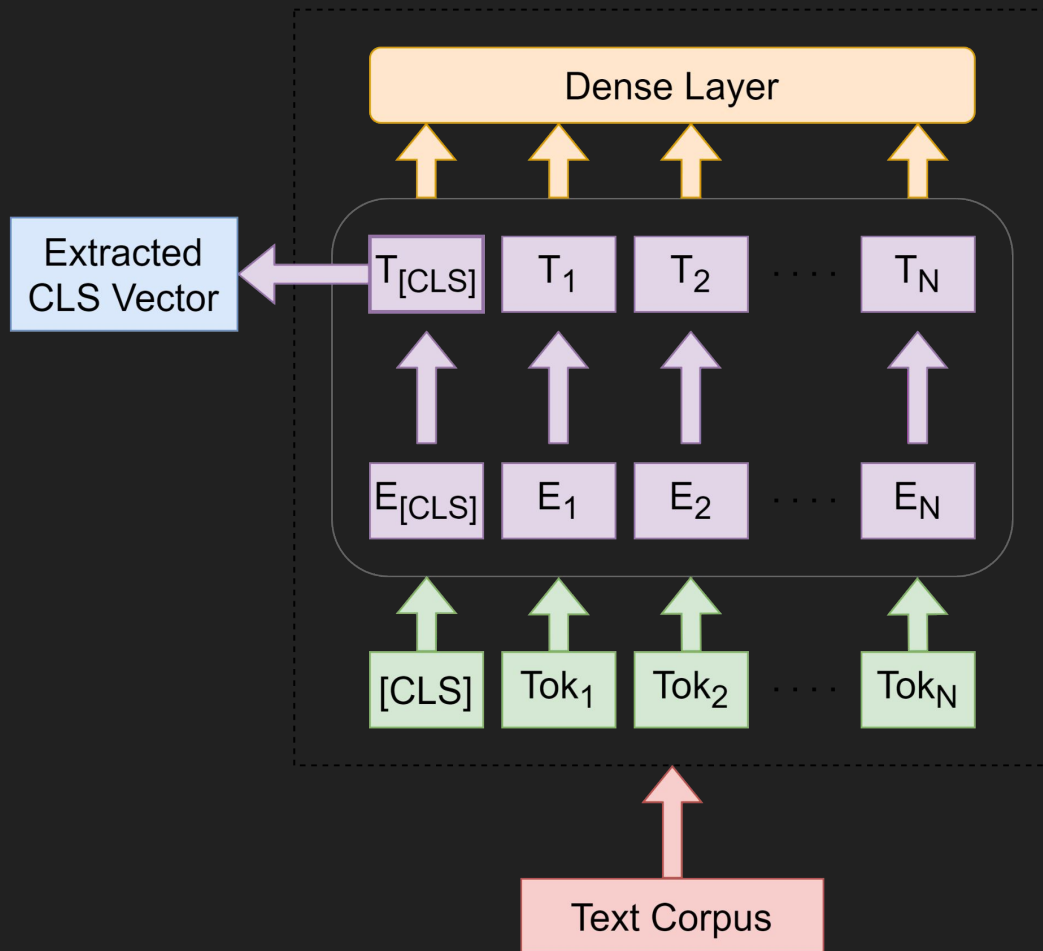 Dense Layer
Extracted
CLS Vector
T[CLS] T1 T2 .... TN
E[CLS] E1 E2 .... EN
[CLS] Tok1 Tok2 .... TokN
Text Corpus